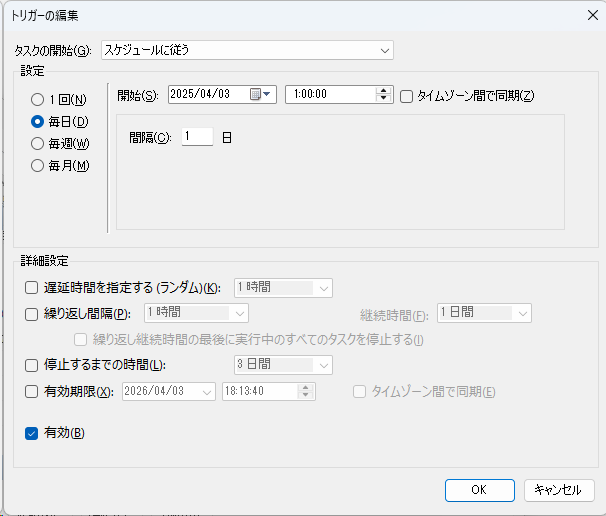 トリガーの編集
タスクの開始(G): スケジュールに従う
設定
1 回(N)
毎日(D)
毎週(W)
毎月(M)
開始(S): 2025/04/03 1:00:00 タイムゾーン間で同期(Z)
間隔(C): 1 日
詳細設定
遅延時間を指定する (ランダム)(K): 1 時間
繰り返し間隔(P): 1 時間 継続時間(F): 1 日間
繰り返し継続時間の最後に実行中のすべてのタスクを停止する(I)
停止するまでの時間(L): 3 日間
有効期限(X): 2026/04/03 18:13:40 タイムゾーン間で同期(E)
有効(B)
OK キャンセル